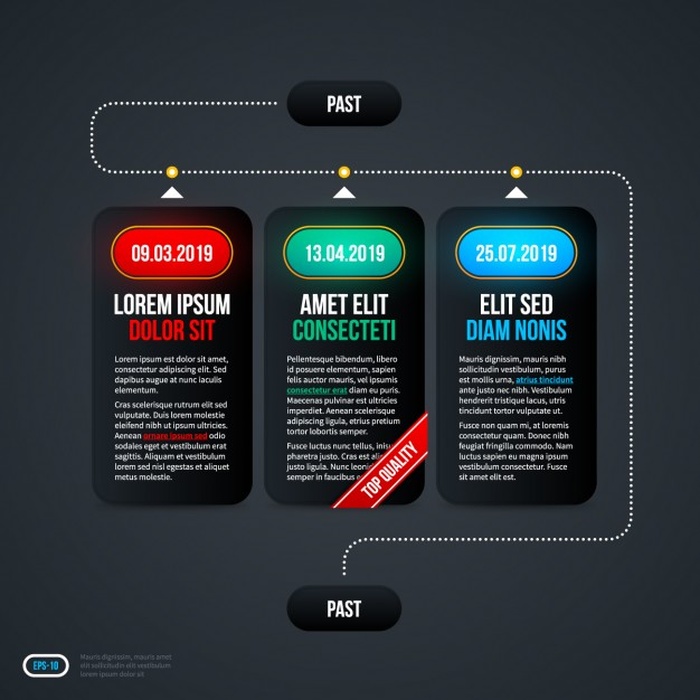 PAST
09.03.2019
LOREM IPSUM
DOLOR SIT
Lorem ipsum est dolor sit amet,
consectetur adipiscing elit. Sed
dapibus augue at nunc iaculis
elementum.
Cras scelerisque rutrum elit sed
vulputate. Duis lorem molestie
eleifend nibh ut ipsum ultricies.
Aenean ornare ipsum sed odio
sodales eget et vestibulum erat
sagittis. Aliquam et vestibulum
lorem sed nisl egestas et aliquet
metus molestie.
13.04.2019
AMET ELIT
CONSECTETI
Pellentesque bibendum, libero
id posuere elementum, sapien
felis auctor mauris, vel ipsumis
consectetur erat diam eu puris.
Maecenas pulvinar est ultricies
imperdiet. Aenean scelerisque
adipiscing ligula, etrias pretium
tortor lobortis semper.
Fusce luctus nunc tellus,
pharetra justo. Cras est
justo ligula. Nunc
semper in faucibus
TOP QUALITY
25.07.2019
ELIT SED
DIAM NONIS
Mauris dignissim, mauris nibh
sollicitudin vestibulum, purus
est mollis urna, atrius tincidunt
ante justo nec nibh. Vestibulum
hendrerit tristique lacus, utris
tincidunt tortor vulputate ut.
Fusce non quam mi, at loremis
consectetur quam. Donec nibh
feugiat fringilla commodo. Nam
luctus sapien eu magna ipsum
vestibulum consectetur. Fusce
sit amet elit est.
PAST
EPS-10
Mauris dignissim, mauris amet
elit sollicitudin elit vestibulum
lorem ipsum sit dolor